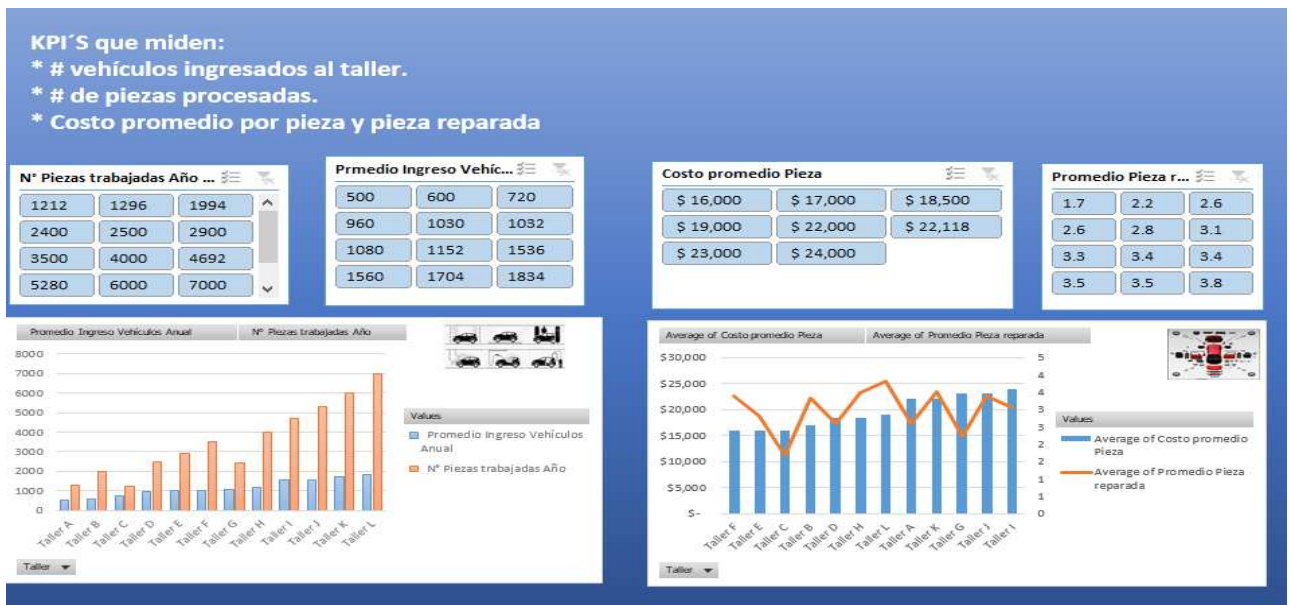 KPI´S que miden:
* # vehículos ingresados al taller.
* # de piezas procesadas.
* Costo promedio por pieza y pieza reparada
N° Piezas trabajadas Año ...
1212 1296 1994
2400 2500 2900
3500 4000 4692
5280 6000 7000
Prmedio Ingreso Vehíc...
500 600 720
960 1030 1032
1080 1152 1536
1560 1704 1834
Costo promedio Pieza
$ 16,000 $ 17,000 $ 18,500
$ 19,000 $ 22,000 $ 22,118
$ 23,000 $ 24,000
Promedio Pieza r...
1.7 2.2 2.6
2.6 2.8 3.1
3.3 3.4 3.4
3.5 3.5 3.8
Promedio Ingreso Vehículos Anual N° Piezas trabajadas Año
8000
7000
6000
5000
4000
3000
2000
1000
0
Taller A Taller B Taller C Taller D Taller E Taller F Taller G Taller H Taller I Taller J Taller K Taller L
Values
Promedio Ingreso Vehículos
Anual
N° Piezas trabajadas Año
Taller
Average of Costo promedio Pieza Average of Promedio Pieza reparada
$30,000
$25,000
$20,000
$15,000
$10,000
$5,000
$-
5
4
4
3
3
2
2
1
1
0
Taller F Taller E Taller C Taller B Taller D Taller H Taller L Taller A Taller K Taller G Taller J Taller I
Values
Average of Costo promedio
Pieza
Average of Promedio Pieza
reparada
Taller